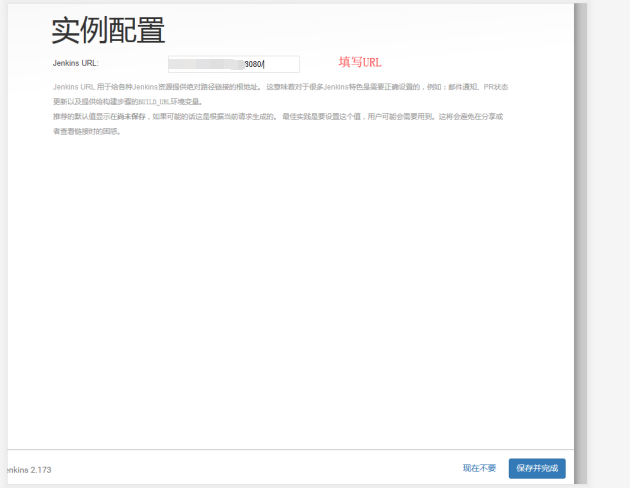 实例配置
Jenkins URL:
8080/
填写URL
Jenkins URL 用于给各种Jenkins资源提供绝对路径链接的根地址。 这意味着对于很多Jenkins特色是需要正确设置的，例如：邮件通知、PR状态
更新以及提供给构建步骤的BUILD_URL环境变量。
推荐的默认值显示在尚未保存，如果可能的话这是根据当前请求生成的。 最佳实践是要设置这个值，用户可能会需要用到。这将会避免在分享或
者查看链接时的困惑。
enkins 2.173
现在不要
保存并完成